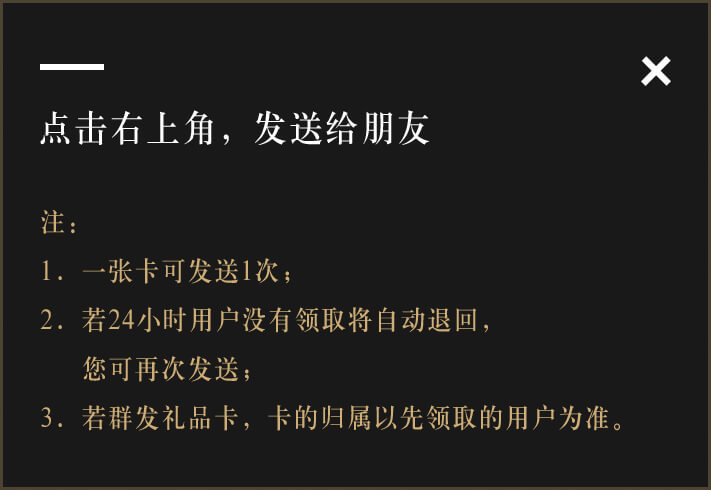 点击右上角，发送给朋友
注：
1. 一张卡可发送1次；
2. 若24小时用户没有领取将自动退回，
您可再次发送；
3. 若群发礼品卡，卡的归属以先领取的用户为准。